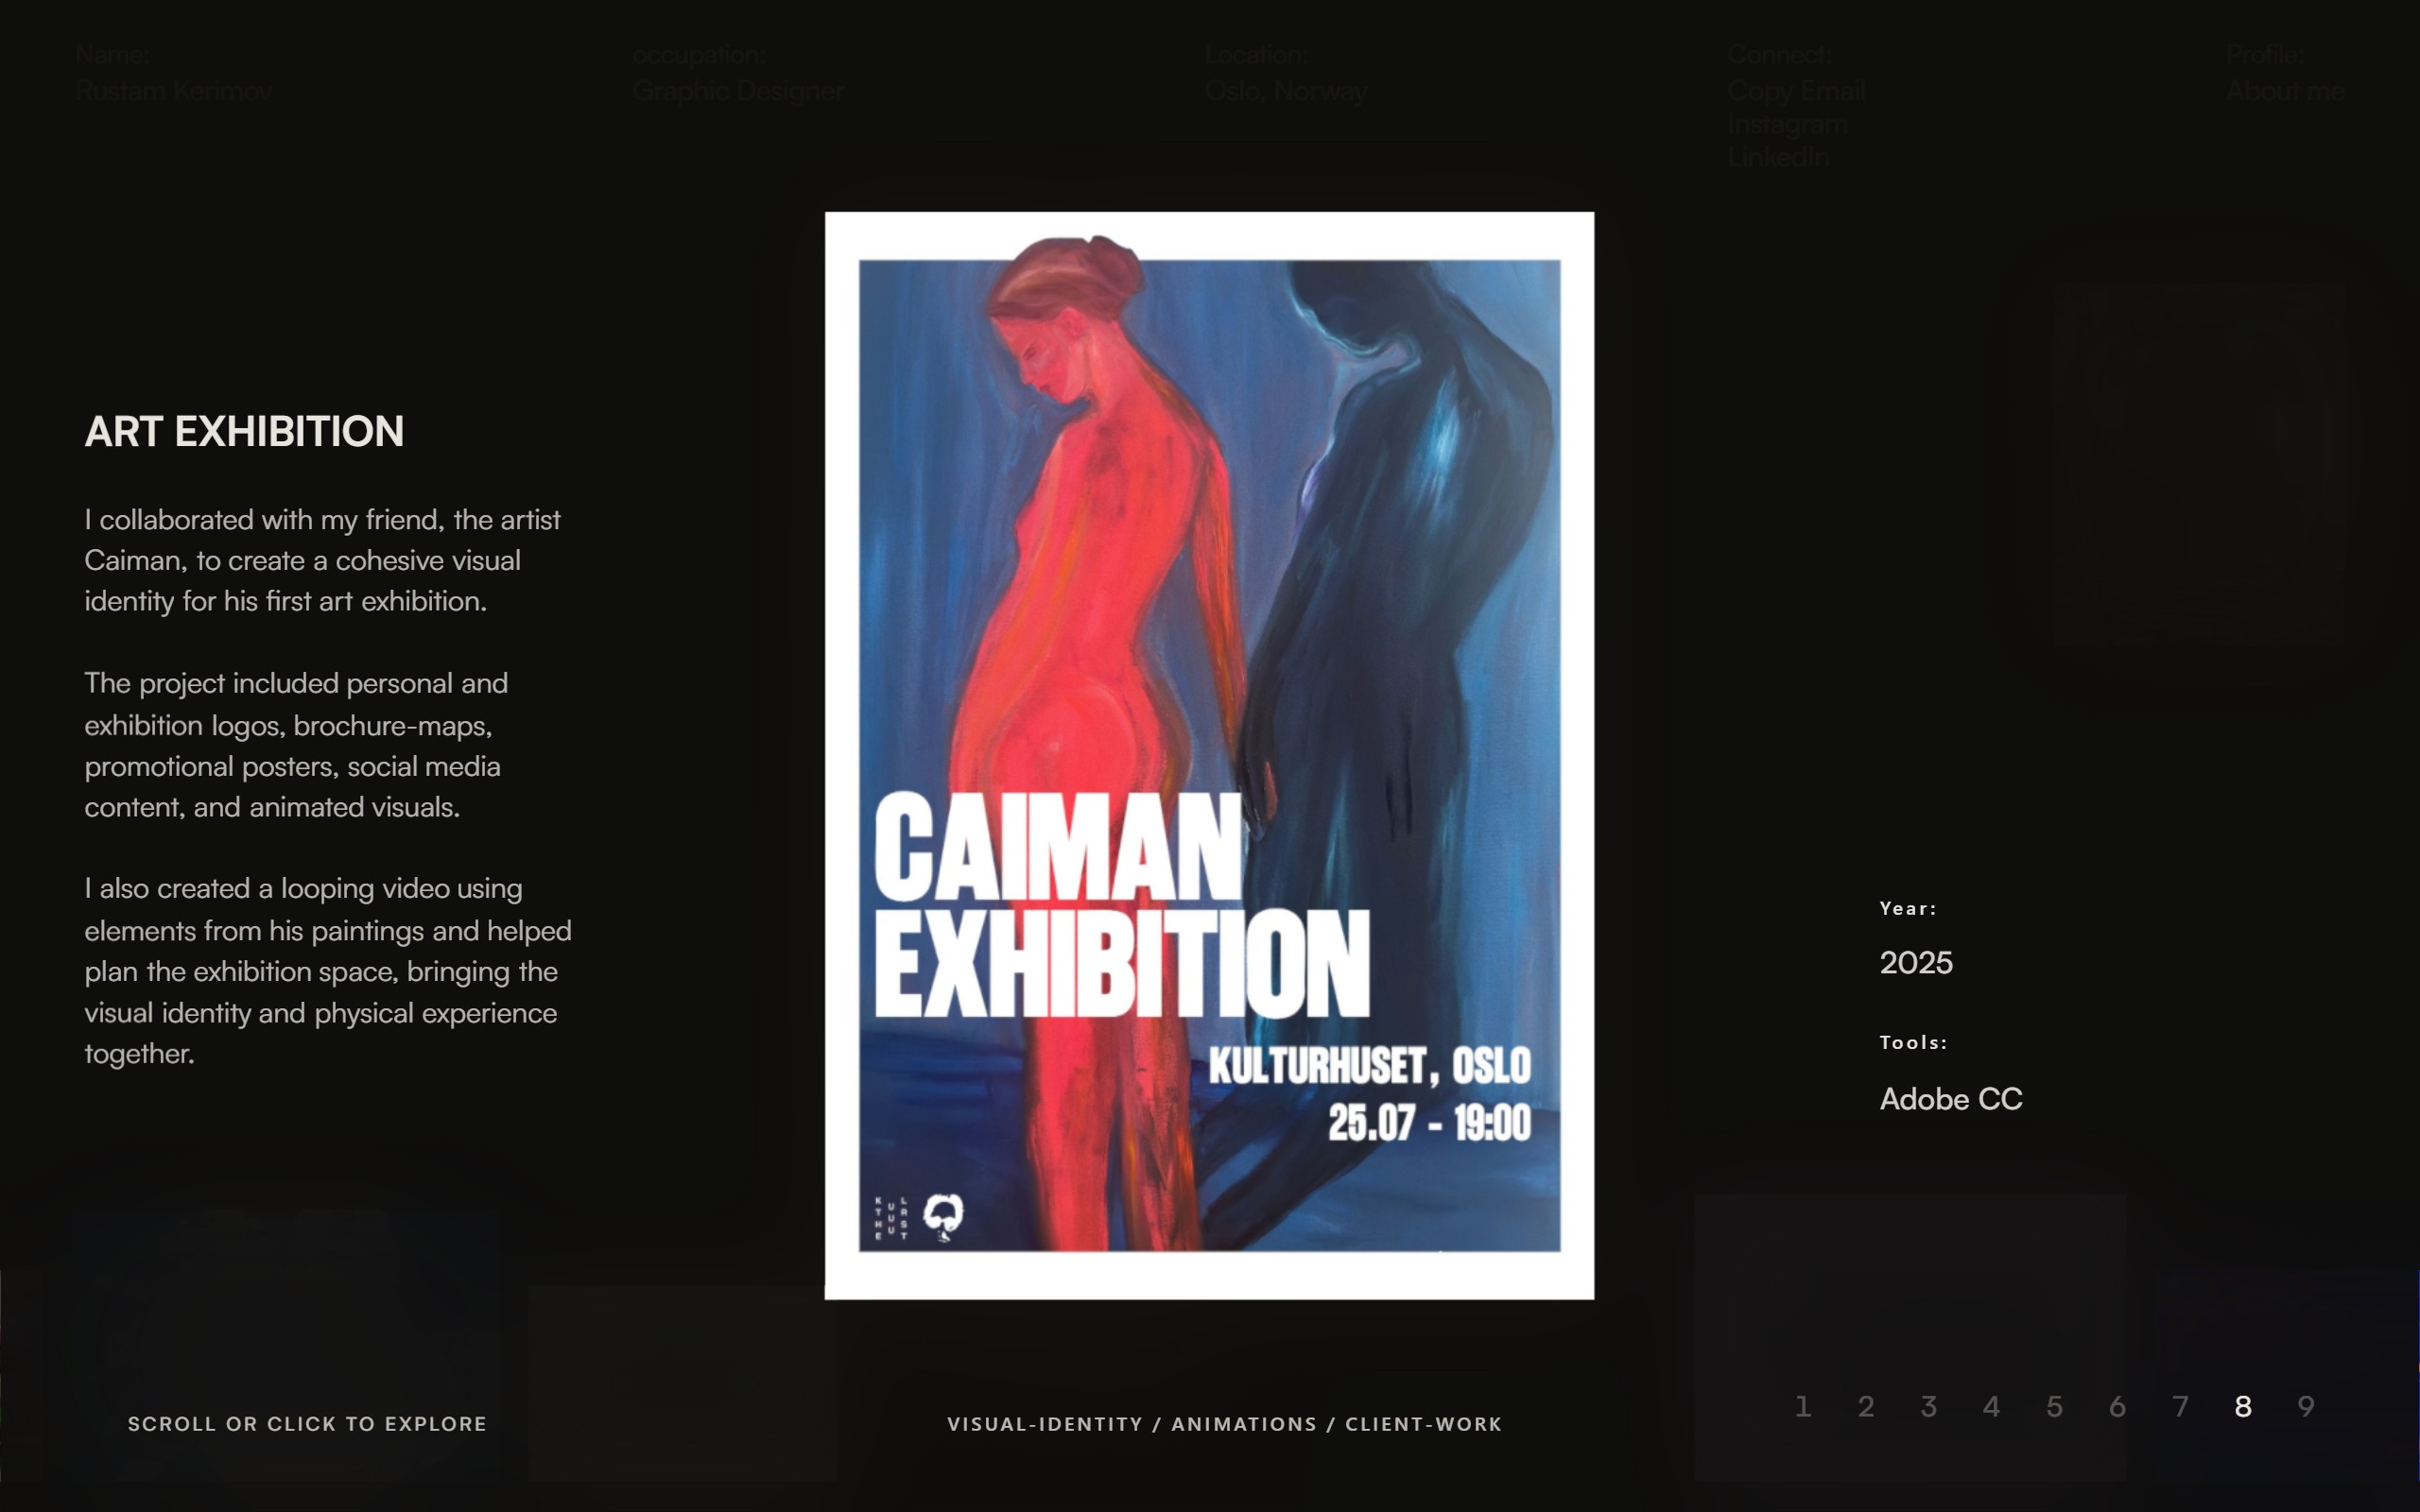 Name:
Rustam Kerimov
occupation:
Graphic Designer
Location:
Oslo, Norway
Connect:
Copy Email
Instagram
LinkedIn
Profile:
About me
ART EXHIBITION
I collaborated with my friend, the artist
Caiman, to create a cohesive visual
identity for his first art exhibition.
The project included personal and
exhibition logos, brochure-maps,
promotional posters, social media
content, and animated visuals.
I also created a looping video using
elements from his paintings and helped
plan the exhibition space, bringing the
visual identity and physical experience
together.
CAIMAN
EXHIBITION
KULTURHUSET, OSLO
25.07 - 19:00
K L
U
T R
U
H S
U
E T
Year:
2025
Tools:
Adobe CC
SCROLL OR CLICK TO EXPLORE
VISUAL-IDENTITY / ANIMATIONS / CLIENT-WORK
1 2 3 4 5 6 7 8 9